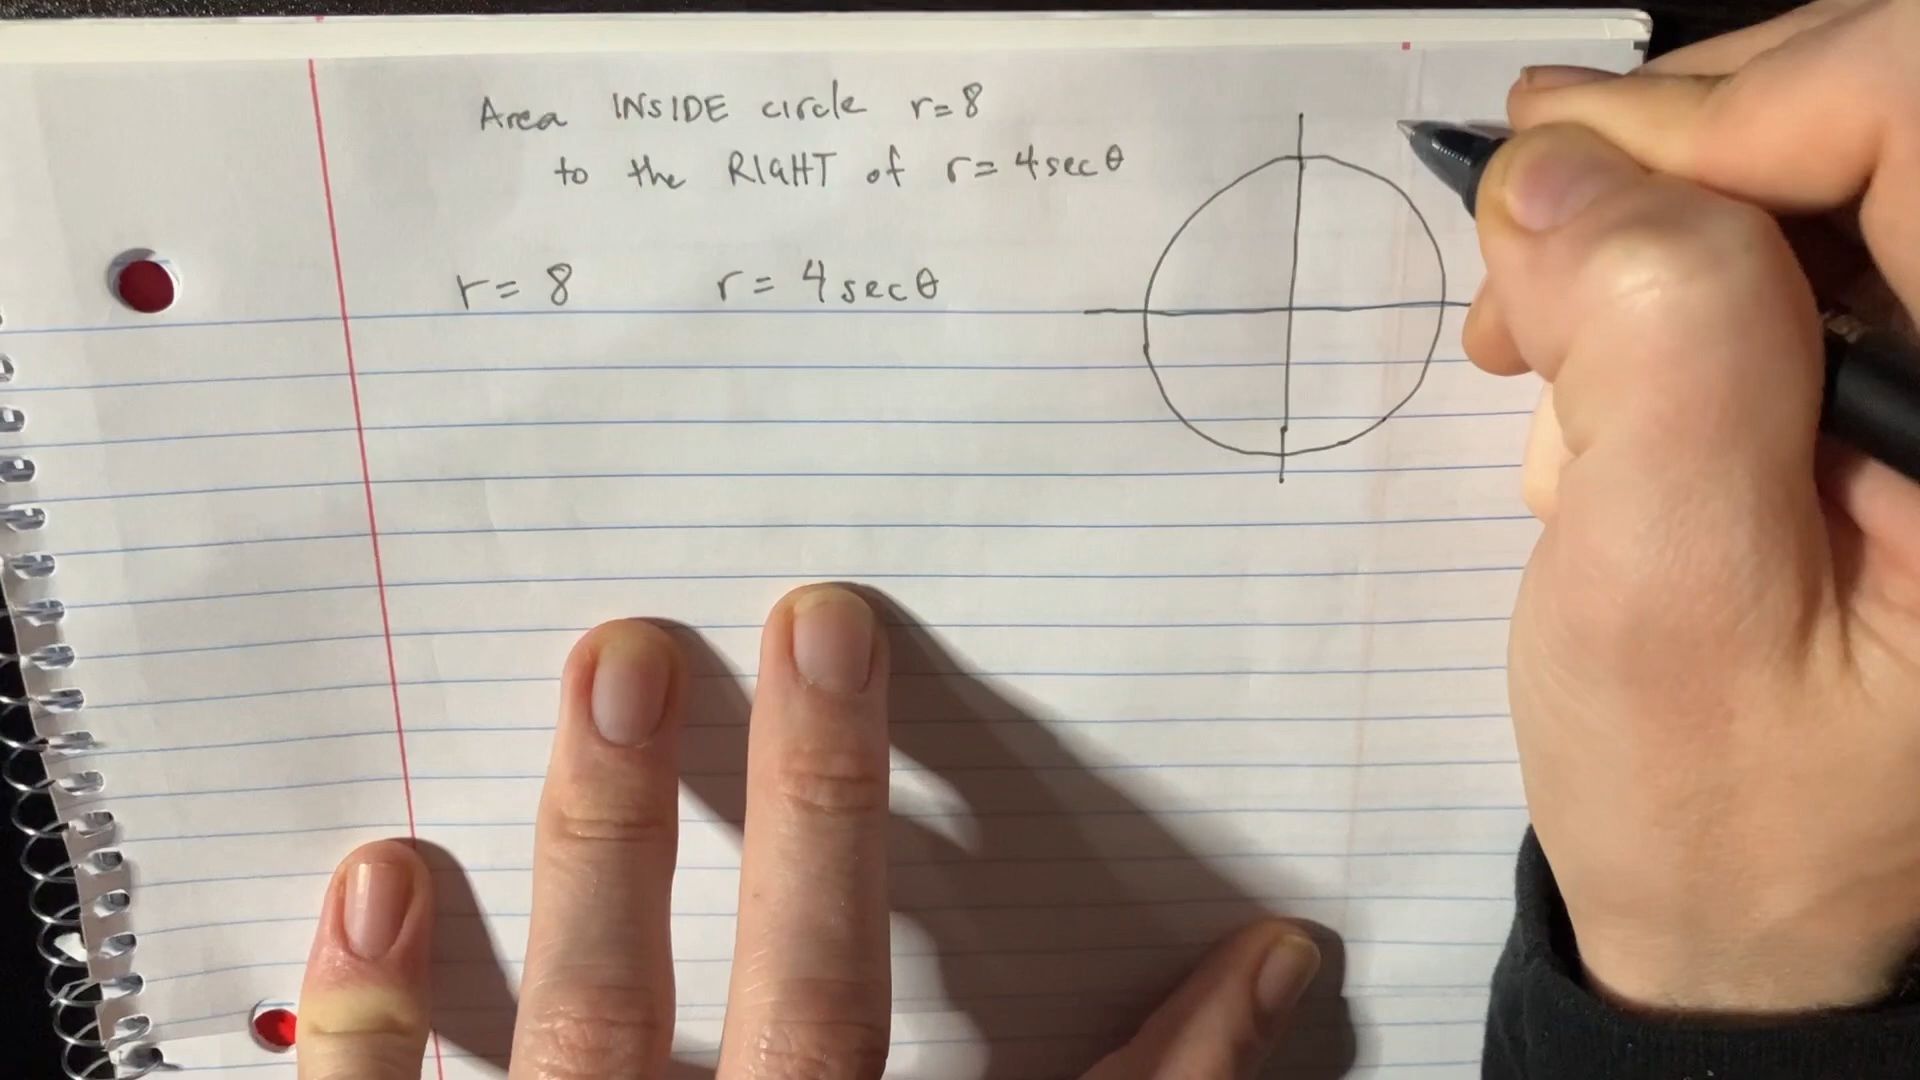 Area INSIDE circle r=8
to the RIGHT of r= 4secθ
r= 8 r= 4secθ